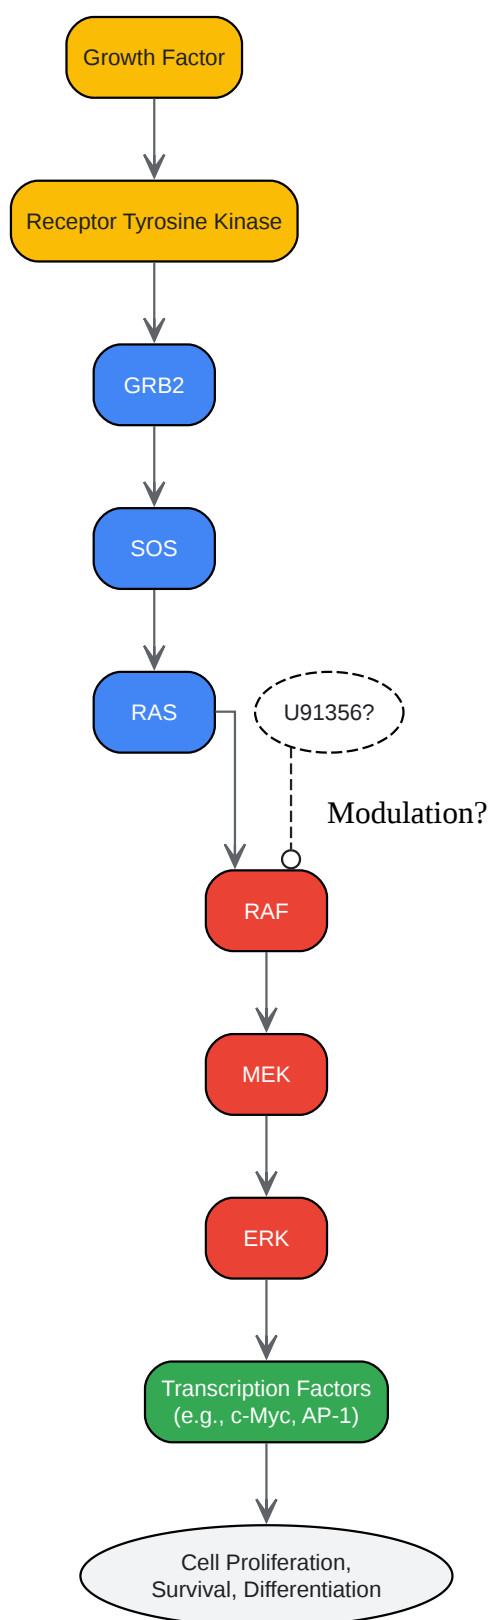 Growth Factor
Receptor Tyrosine Kinase
GRB2
SOS
RAS
U91356?
Modulation?
RAF
MEK
ERK
Transcription Factors
(e.g., c-Myc, AP-1)
Cell Proliferation,
Survival, Differentiation